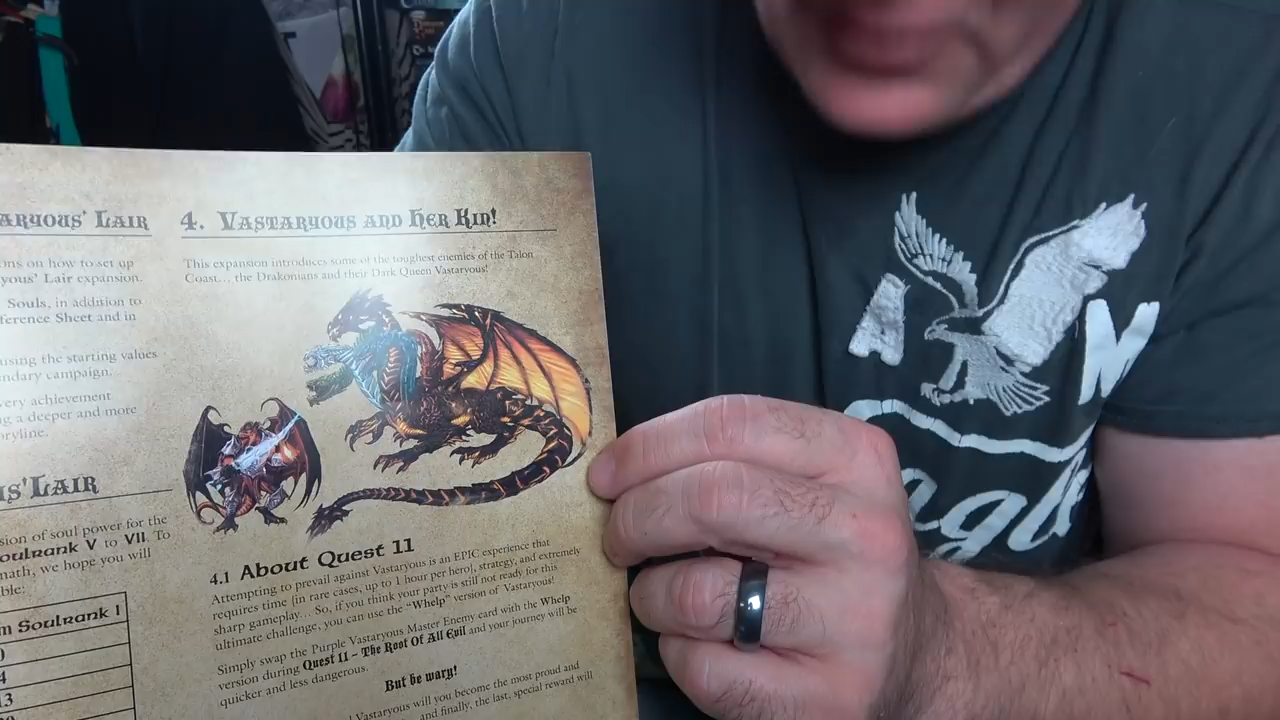 ARYOUS' LAIR
ons on how to set up
yous' Lair expansion.
Souls, in addition to
ference Sheet and in
using the starting values
ndary campaign.
very achievement
ng a deeper and more
oryline.
IS' LAIR
sion of soul power for the
oulrank V to VII. To
math, we hope you will
ble:
m Soulrank I
0
4
13
4. VASTARYOUS AND HER KIN!
This expansion introduces some of the toughest enemies of the Talon
Coast... the Drakonians and their Dark Queen Vastaryous!
4.1 About Quest 11
Attempting to prevail against Vastaryous is an EPIC experience that
requires time (in rare cases, up to 1 hour per hero), strategy, and extremely
sharp gameplay... So, if you think your party is still not ready for this
ultimate challenge, you can use the "Whelp" version of Vastaryous!
Simply swap the Purple Vastaryous Master Enemy card with the Whelp
version during Quest 11 – The Root Of All Evil and your journey will be
quicker and less dangerous.
But be wary!
Vastaryous will you become the most proud and
and finally, the last, special reward will
A M
agle